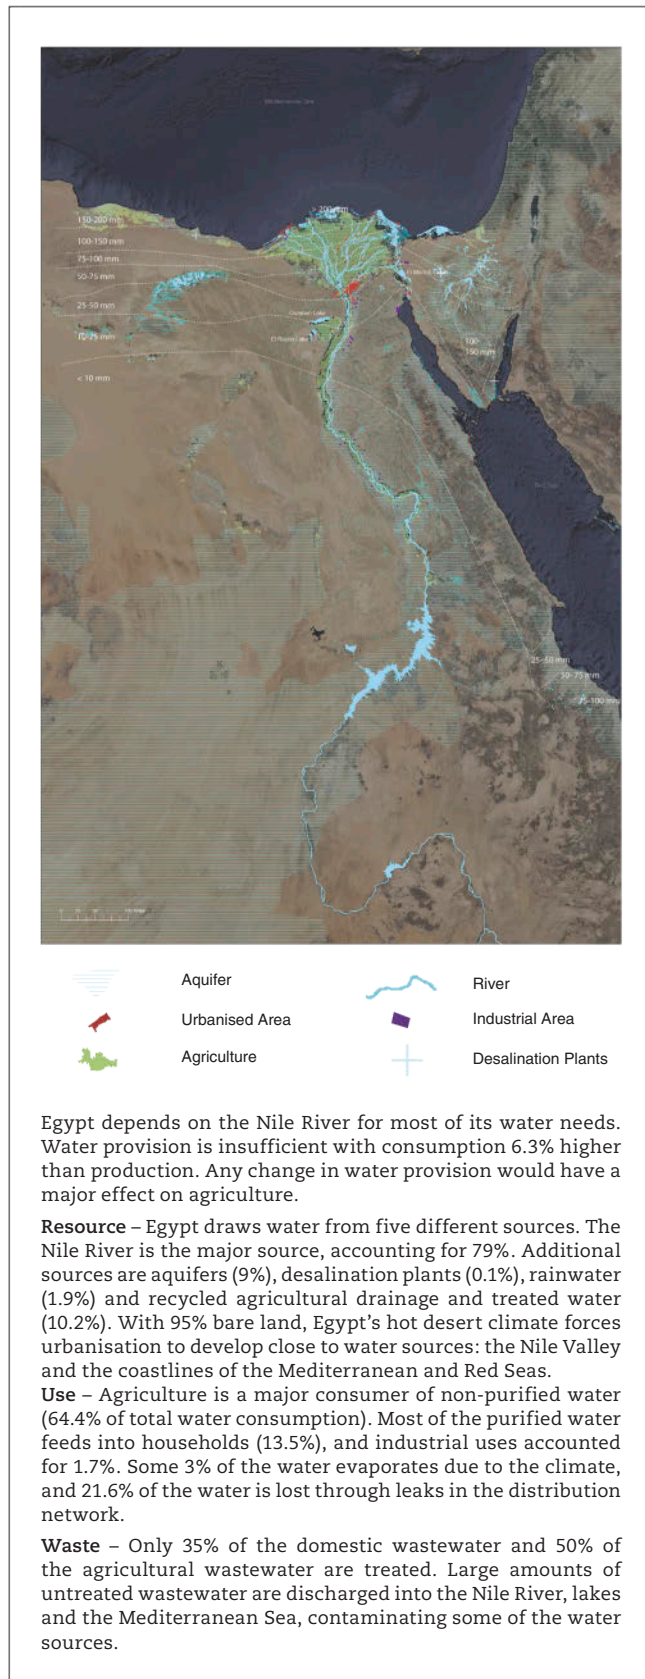 Mediterranean Sea
> 200 mm
150-200 mm
100-150 mm
75-100 mm
50-75 mm
25-50 mm
10-25 mm
< 10 mm
100-
150 mm
Red Sea
25-50 mm
50-75 mm
75-100 mm
Aquifer
River
Urbanised Area
Industrial Area
Agriculture
Desalination Plants
Egypt depends on the Nile River for most of its water needs.
Water provision is insufficient with consumption 6.3% higher
than production. Any change in water provision would have a
major effect on agriculture.
Resource – Egypt draws water from five different sources. The
Nile River is the major source, accounting for 79%. Additional
sources are aquifers (9%), desalination plants (0.1%), rainwater
(1.9%) and recycled agricultural drainage and treated water
(10.2%). With 95% bare land, Egypt's hot desert climate forces
urbanisation to develop close to water sources: the Nile Valley
and the coastlines of the Mediterranean and Red Seas.
Use – Agriculture is a major consumer of non-purified water
(64.4% of total water consumption). Most of the purified water
feeds into households (13.5%), and industrial uses accounted
for 1.7%. Some 3% of the water evaporates due to the climate,
and 21.6% of the water is lost through leaks in the distribution
network.
Waste – Only 35% of the domestic wastewater and 50% of
the agricultural wastewater are treated. Large amounts of
untreated wastewater are discharged into the Nile River, lakes
and the Mediterranean Sea, contaminating some of the water
sources.